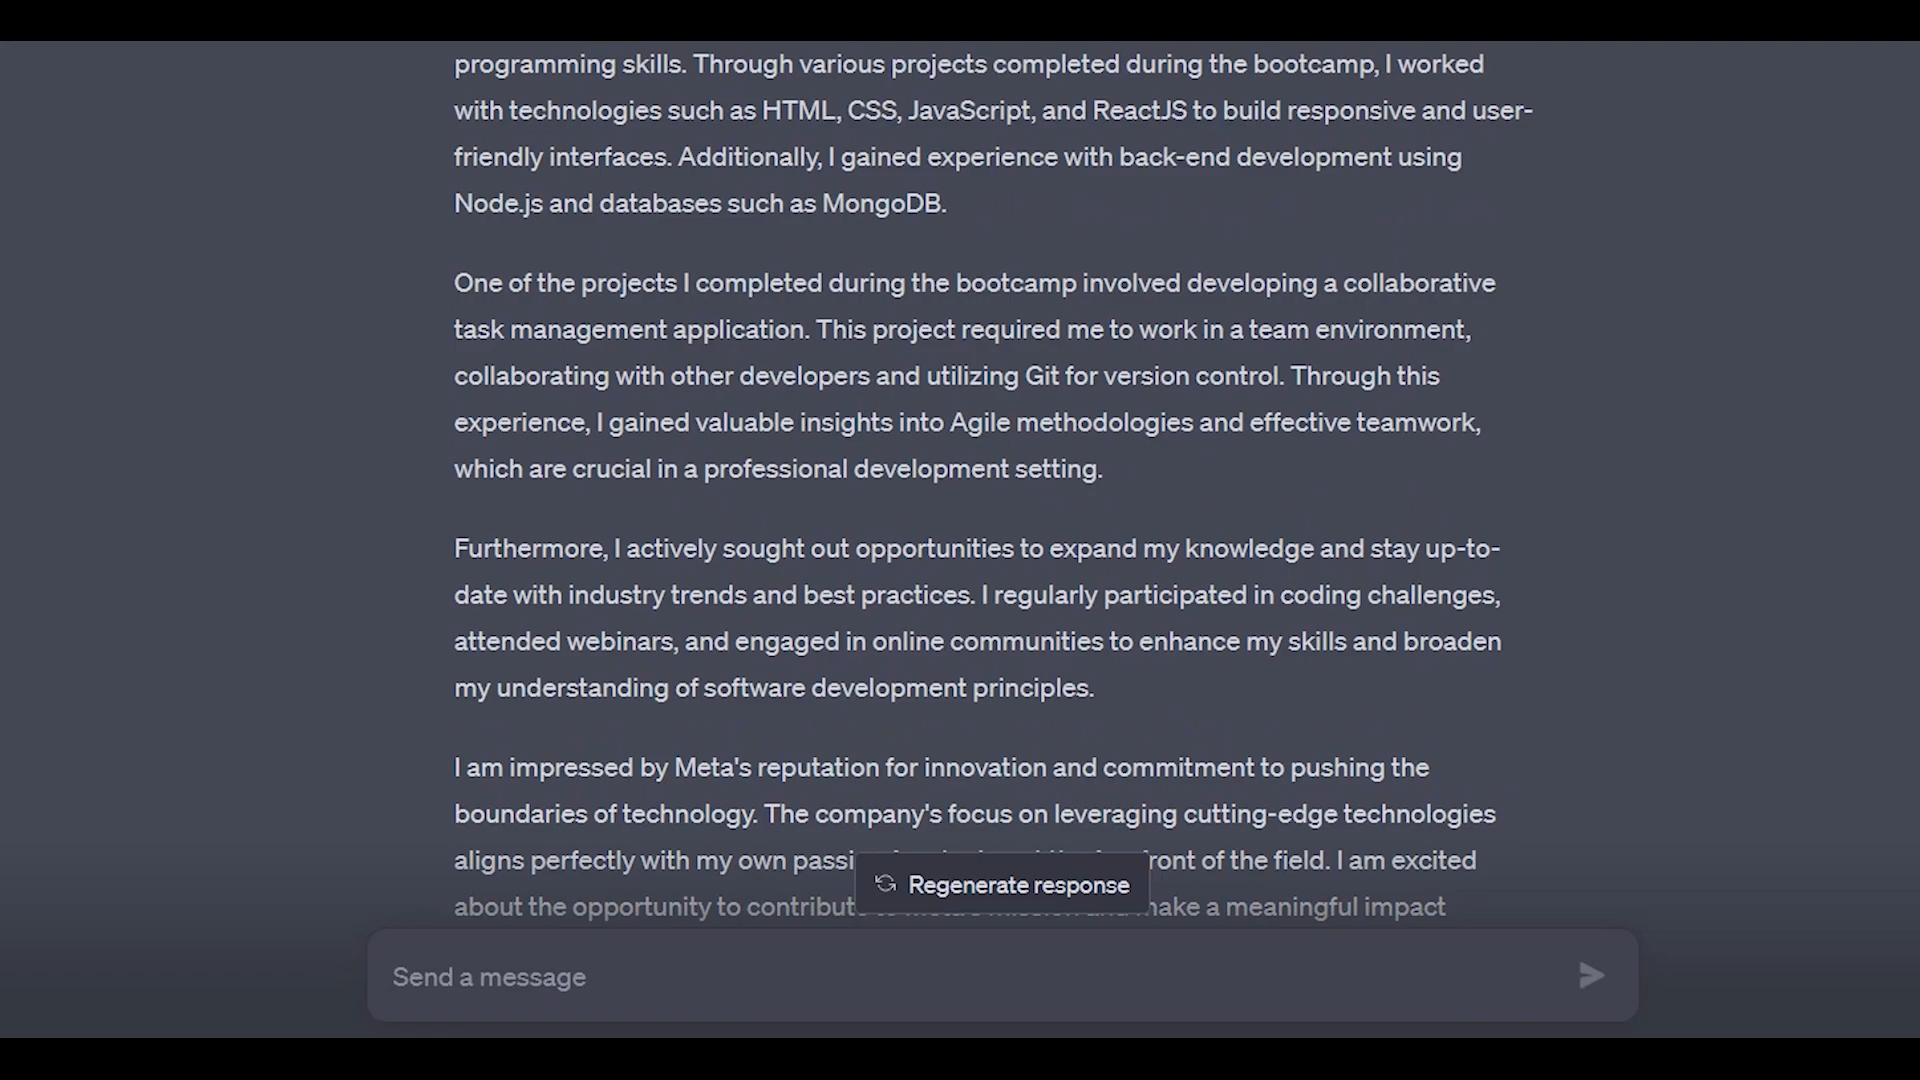 programming skills. Through various projects completed during the bootcamp, I worked
with technologies such as HTML, CSS, JavaScript, and ReactJS to build responsive and user-
friendly interfaces. Additionally, I gained experience with back-end development using
Node.js and databases such as MongoDB.
One of the projects I completed during the bootcamp involved developing a collaborative
task management application. This project required me to work in a team environment,
collaborating with other developers and utilizing Git for version control. Through this
experience, I gained valuable insights into Agile methodologies and effective teamwork,
which are crucial in a professional development setting.
Furthermore, I actively sought out opportunities to expand my knowledge and stay up-to-
date with industry trends and best practices. I regularly participated in coding challenges,
attended webinars, and engaged in online communities to enhance my skills and broaden
my understanding of software development principles.
I am impressed by Meta's reputation for innovation and commitment to pushing the
boundaries of technology. The company's focus on leveraging cutting-edge technologies
aligns perfectly with my own of the field. I am excited
about the opportunity to a meaningful impact
Regenerate response
Send a message